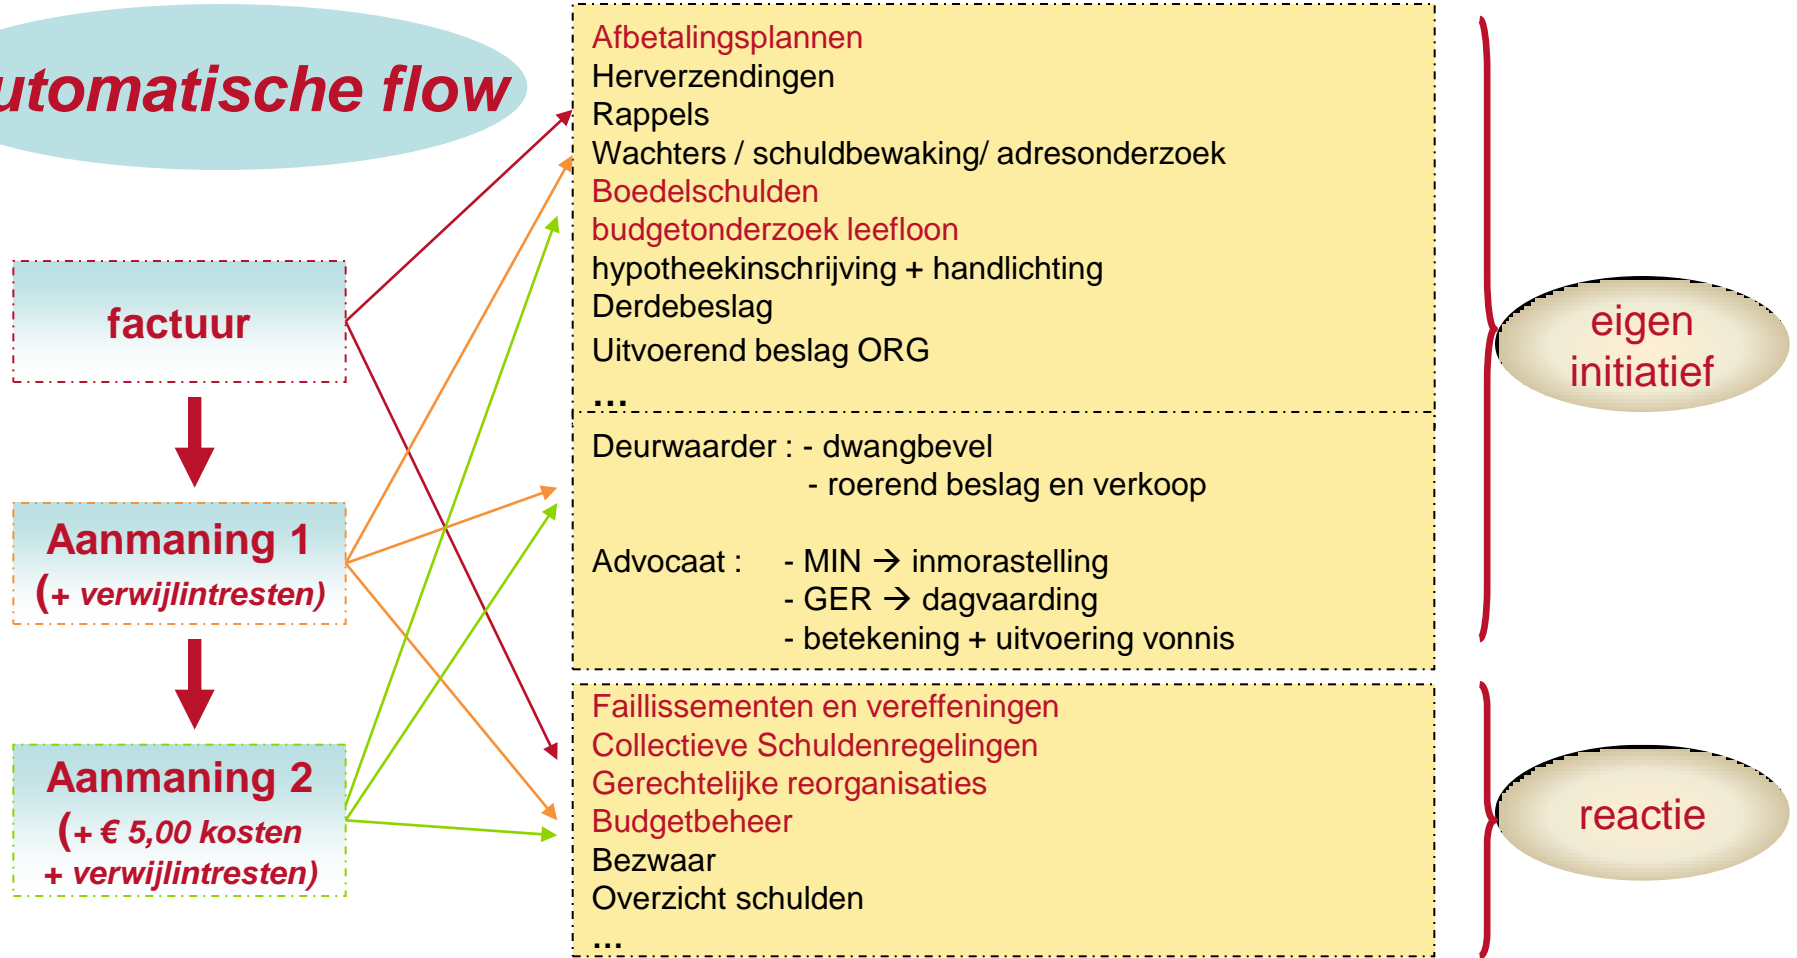 utomatische flow
factuur
Aanmaning 1
(+ verwijlintresten)
Aanmaning 2
(+ € 5,00 kosten
+ verwijlintresten)
Afbetalingsplannen
Herverzendingen
Rappels
Wachters / schuldbewaking/ adresonderzoek
Boedelschulden
budgetonderzoek leefloon
hypotheekinschrijving + handlichting
Derdebeslag
Uitvoerend beslag ORG
...
Deurwaarder : - dwangbevel
- roerend beslag en verkoop
Advocaat : - MIN → inmorastelling
- GER → dagvaarding
- betekening + uitvoering vonnis
Faillissementen en vereffeningen
Collectieve Schuldenregelingen
Gerechtelijke reorganisaties
Budgetbeheer
Bezwaar
Overzicht schulden
...
eigen
initiatief
reactie